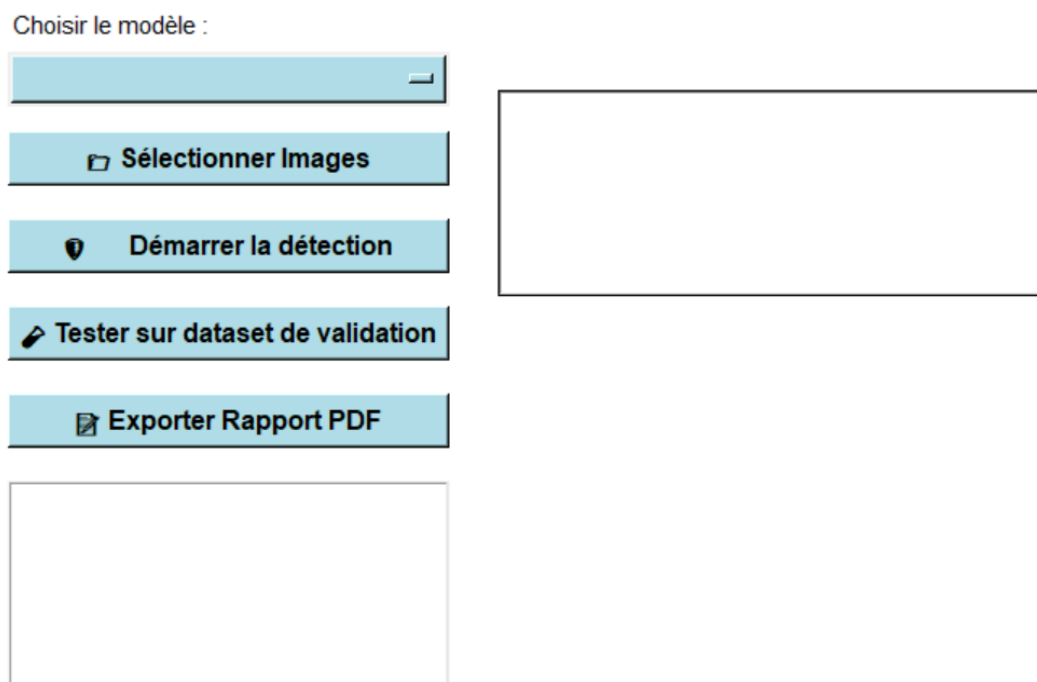 Choisir le modèle :
Sélectionner Images
Démarrer la détection
Tester sur dataset de validation
Exporter Rapport PDF